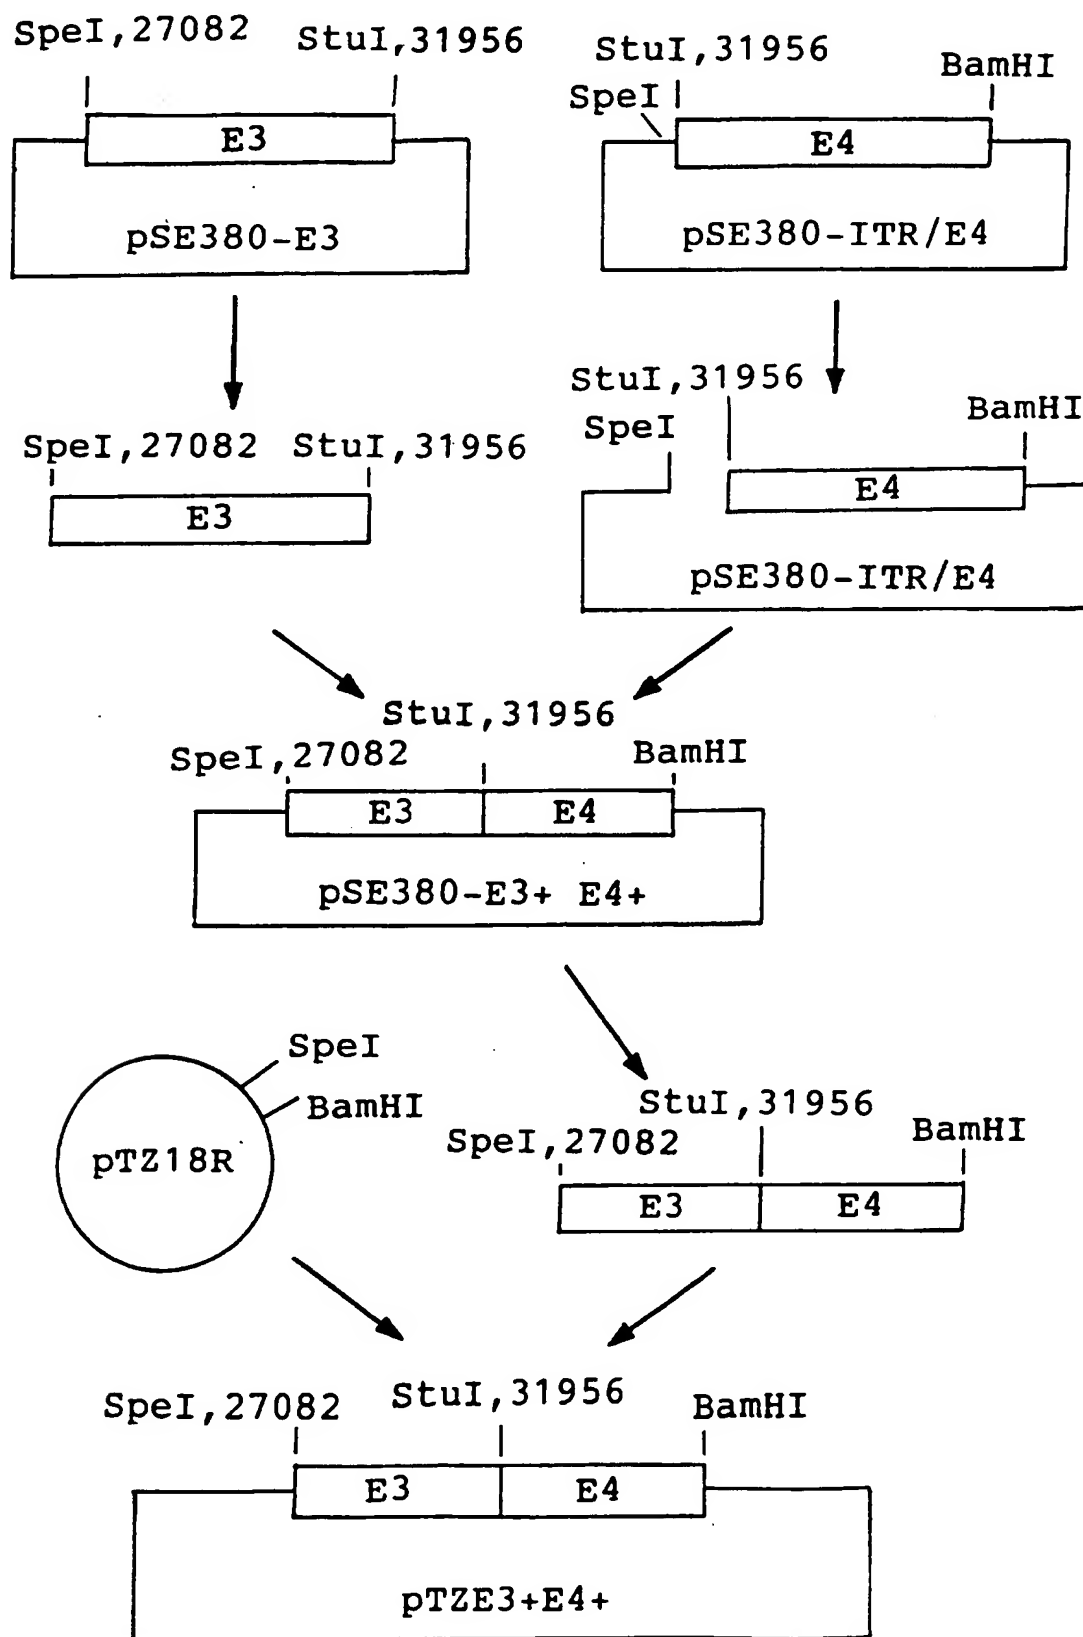 SpeI,27082
StuI,31956
E3
pSE380-E3
StuI,31956
SpeI
BamHI
E4
pSE380-ITR/E4
SpeI,27082
StuI,31956
E3
StuI,31956
SpeI
BamHI
E4
pSE380-ITR/E4
StuI,31956
SpeI,27082
BamHI
E3
E4
pSE380-E3+ E4+
SpeI
BamHI
pTZ18R
StuI,31956
SpeI,27082
BamHI
E3
E4
SpeI,27082
StuI,31956
BamHI
E3
E4
pTZE3+E4+